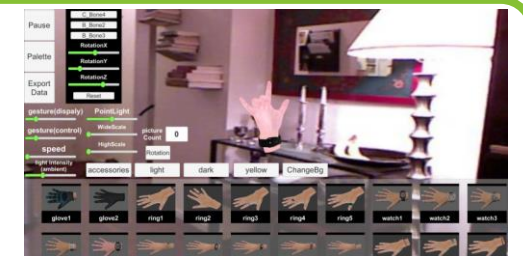 Pause
Palette
Export
Data
C_Bone4
B_Bone2
B_Bone3
RotationX
RotationY
RotationZ
Reset
gesture(dispaly)
PointLight
gesture(control)
WideScale
picture
Count
0
speed
HighScale
Rotation
light Intensity
(ambient)
accessories
light
dark
yellow
ChangeBg
glove1
glove2
ring1
ring2
ring3
ring4
ring5
watch1
watch2
watch3